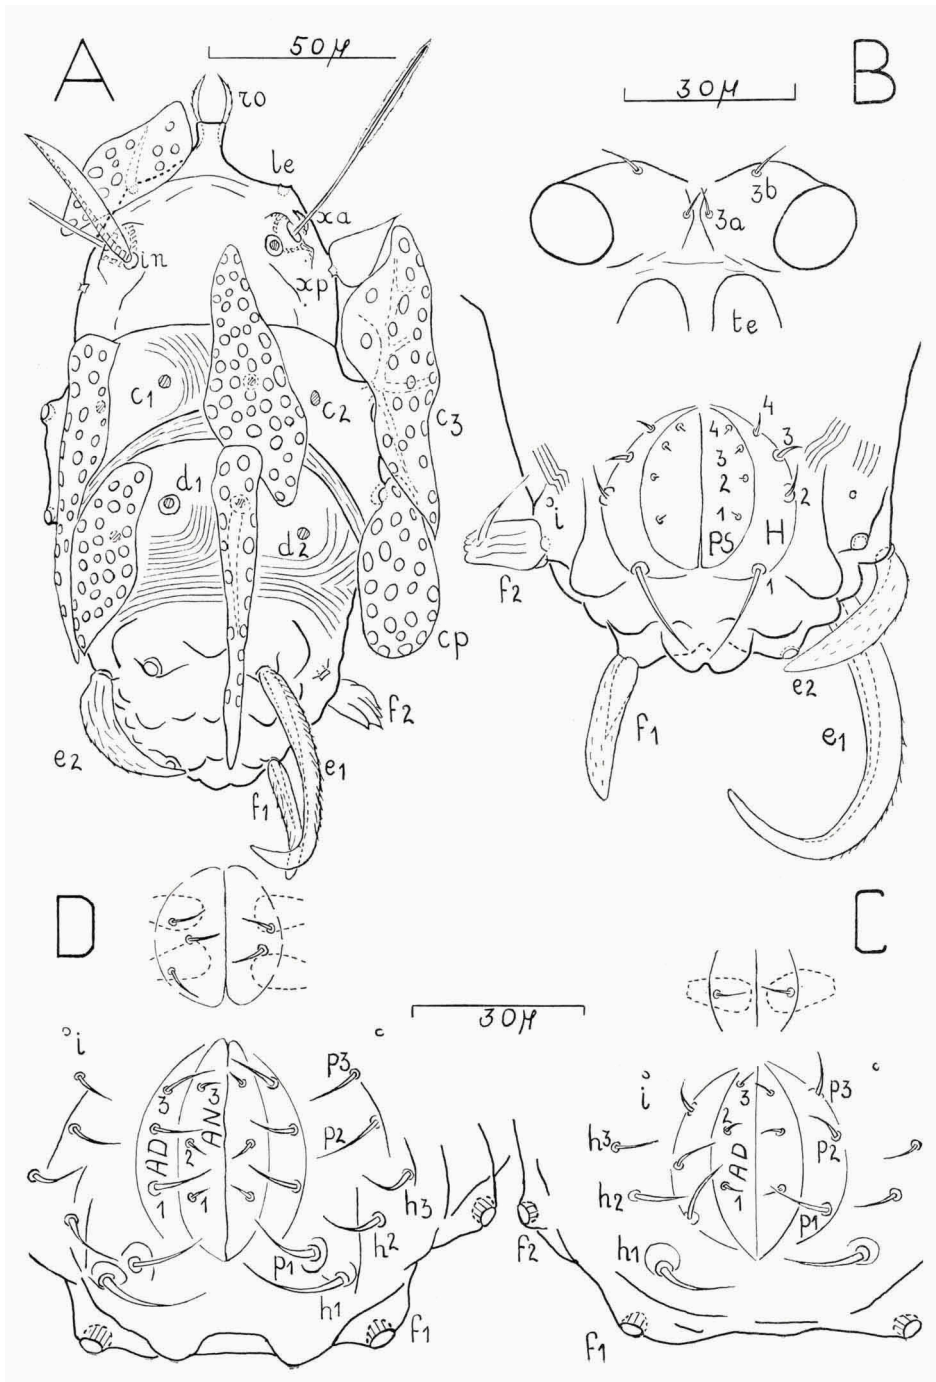 A
50µ
B
30µ
ro
le
xa
in
xp
3b
3a
te
c1
c2
c3
d1
d2
cp
f2
e2
e1
f1
4
4
3
3
2
2
1
PS
H
1
i
f2
e2
f1
e1
D
C
30µ
i
p3
3
3
AD
AN
2
p2
1
1
h3
h2
p1
h1
f1
i
3
p3
2
h3
AD
p2
h2
1
p1
f2
h1
f1